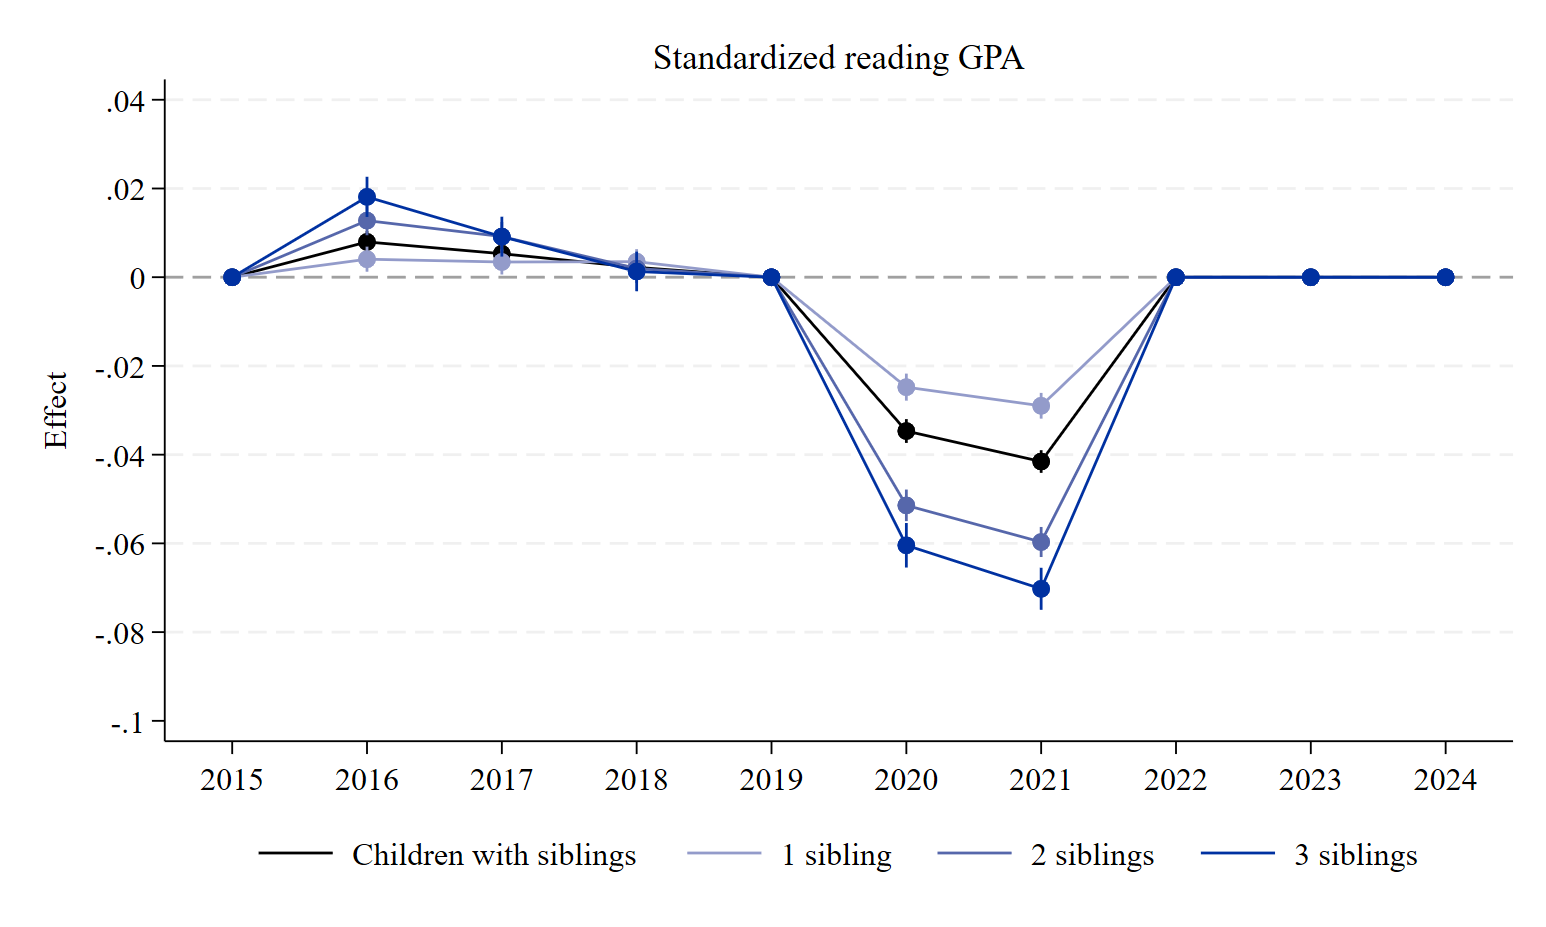 Standardized reading GPA
.04
.02
0
-.02
-.04
-.06
-.08
-.1
Effect
2015 2016 2017 2018 2019 2020 2021 2022 2023 2024
Children with siblings 1 sibling 2 siblings 3 siblings